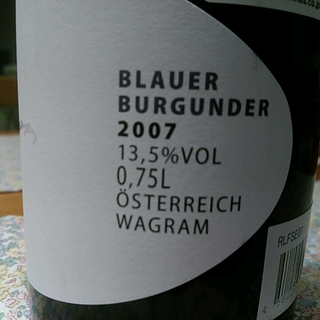 BLAUER
BURGUNDER
2007
13,5%VOL
0,75L
ÖSTERREICH
WAGRAM